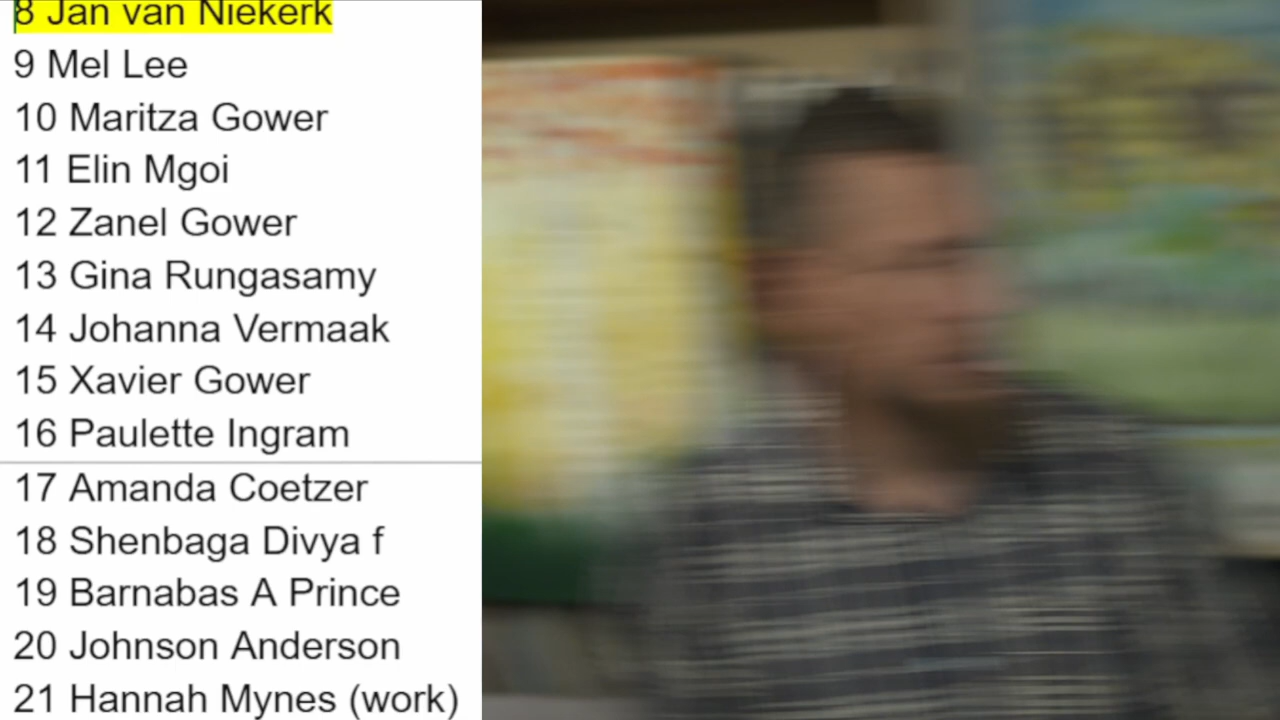 8 Jan van Niekerk
9 Mel Lee
10 Maritza Gower
11 Elin Mgoi
12 Zanel Gower
13 Gina Rungasamy
14 Johanna Vermaak
15 Xavier Gower
16 Paulette Ingram
17 Amanda Coetzer
18 Shenbaga Divya f
19 Barnabas A Prince
20 Johnson Anderson
21 Hannah Mynes (work)